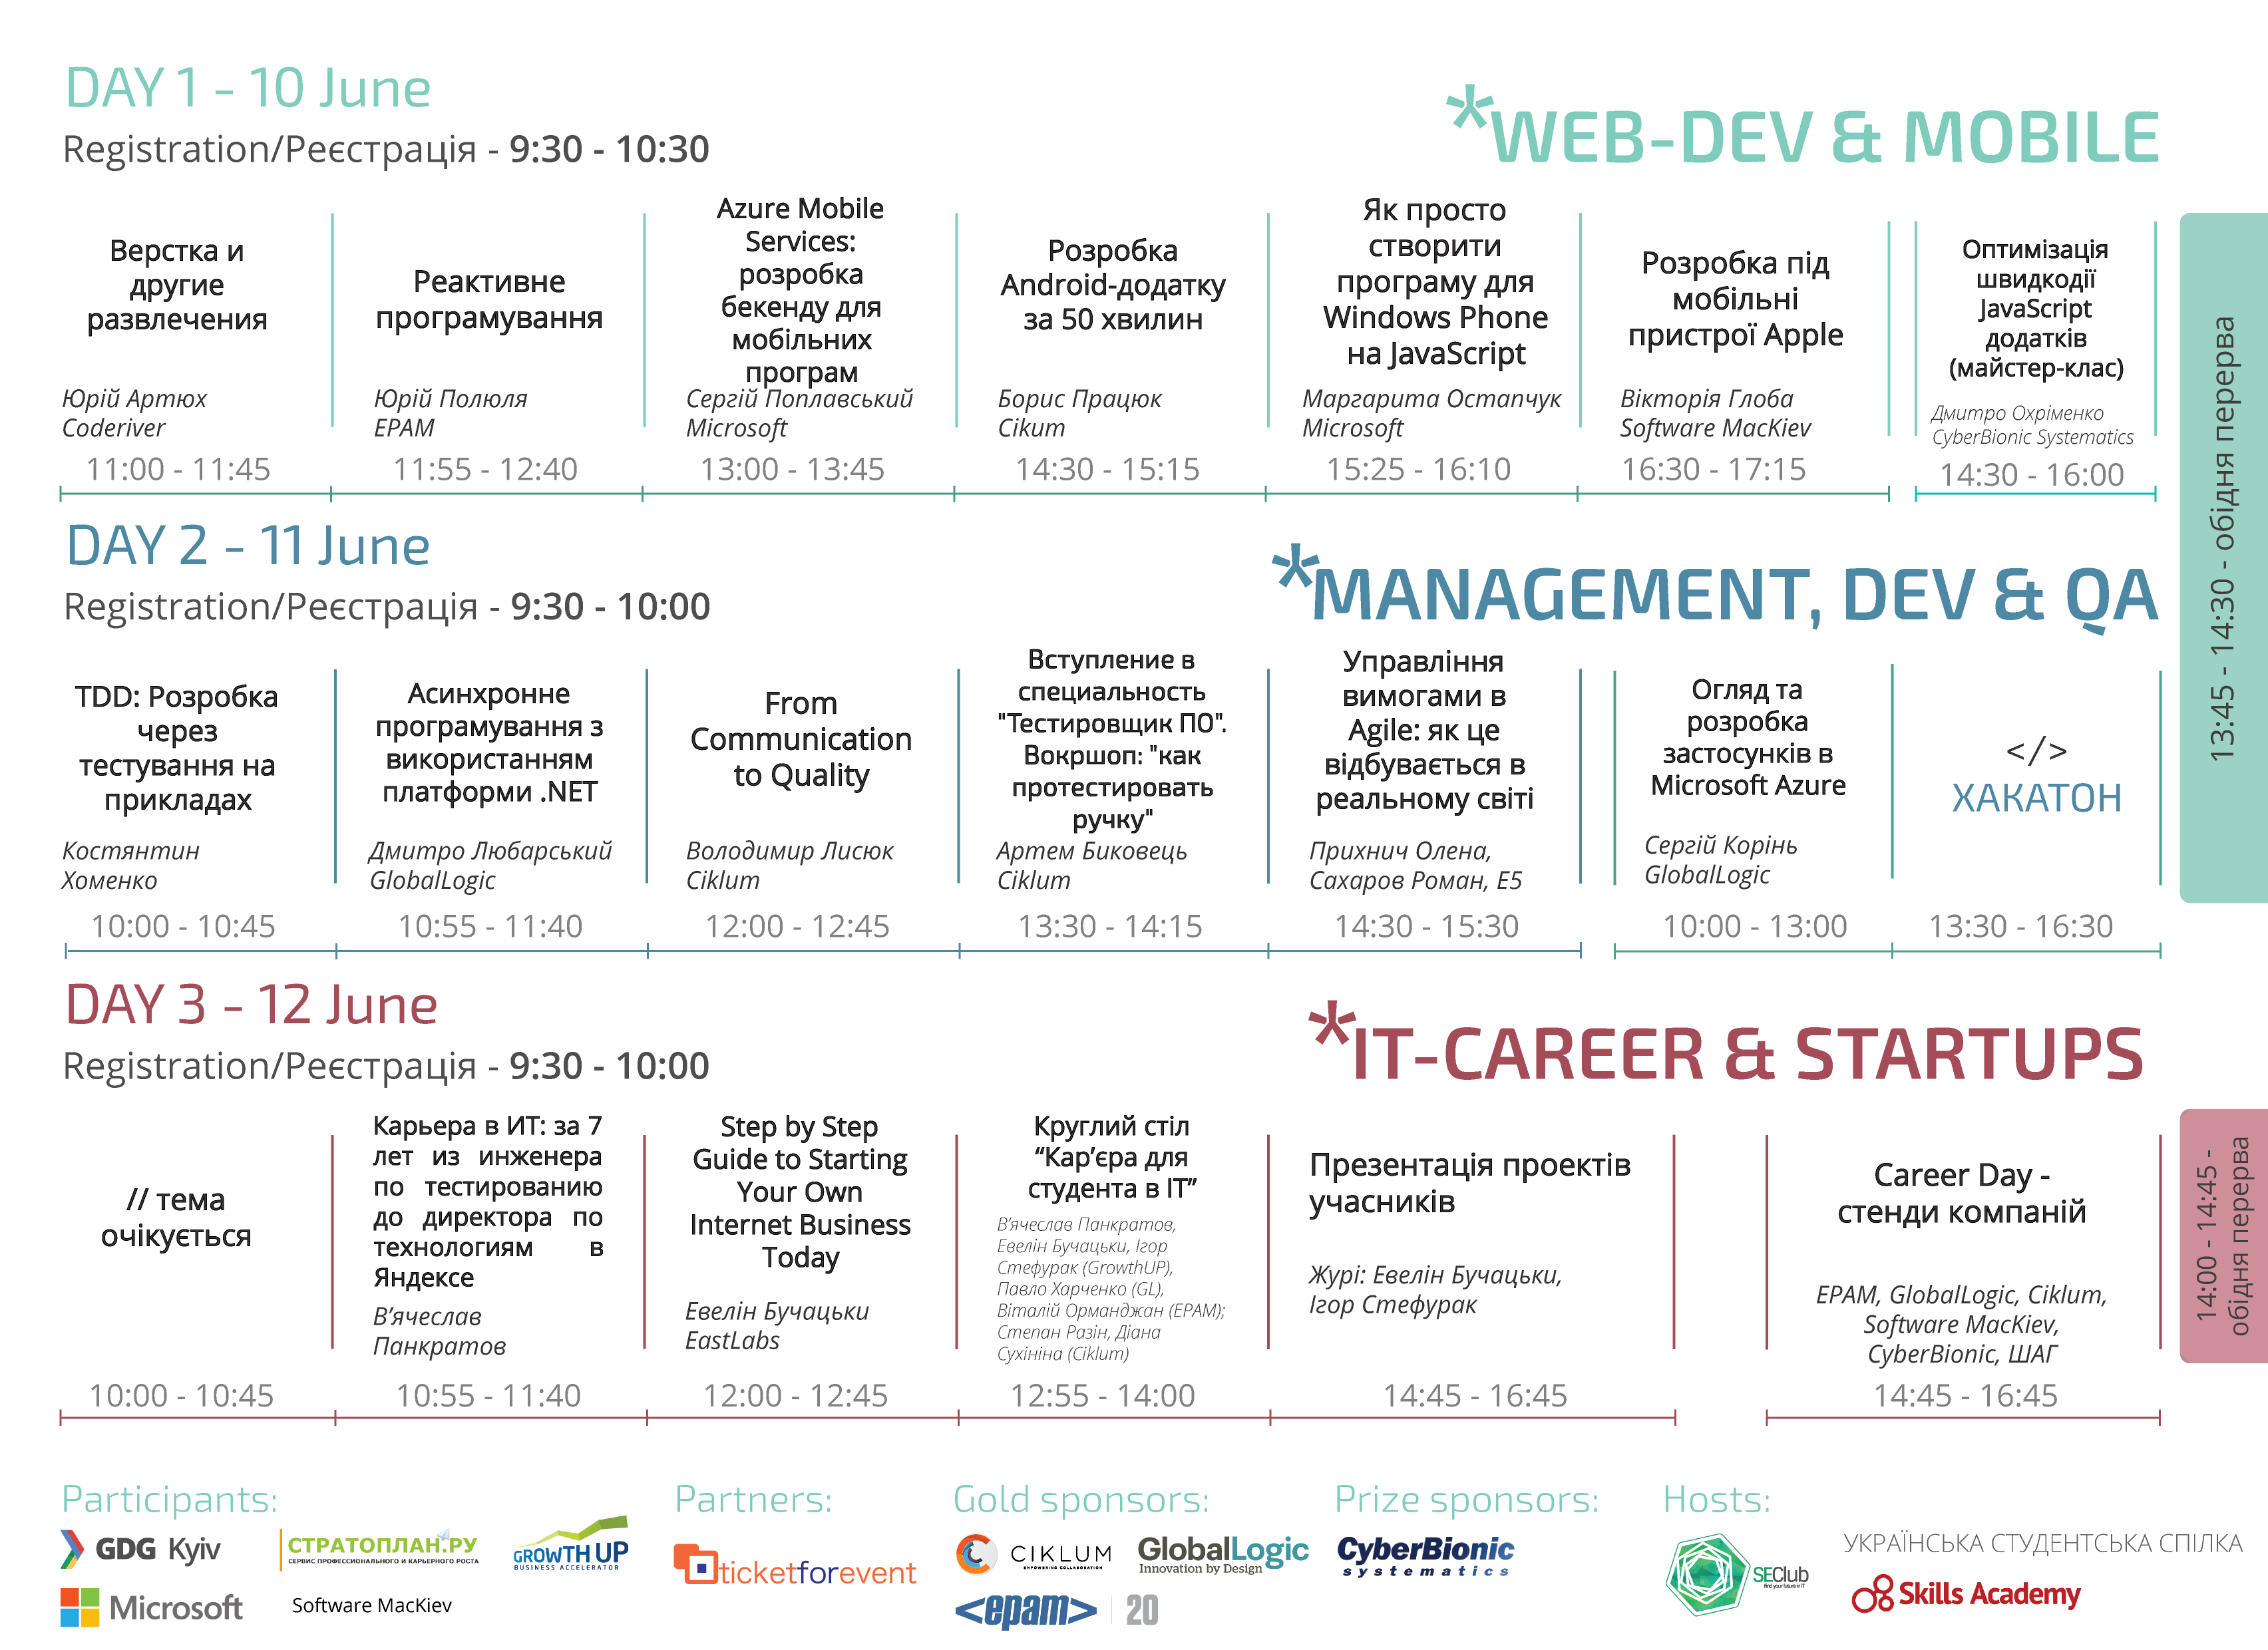 DAY 1 - 10 June
Registration/Реєстрація - 9:30 - 10:30
*WEB-DEV & MOBILE
Верстка и
другие
развлечения
Юрій Артюх
Coderiver
11:00 - 11:45
Реактивне
програмування
Юрій Полюля
EPAM
11:55 - 12:40
Azure Mobile
Services:
розробка
бекенду для
мобільних
програм
Сергій Поплавський
Microsoft
13:00 - 13:45
Розробка
Android-додатку
за 50 хвилин
Борис Працюк
Cikum
14:30 - 15:15
Як просто
створити
програму для
Windows Phone
на JavaScript
Маргарита Остапчук
Microsoft
15:25 - 16:10
Розробка під
мобільні
пристрої Apple
Вікторія Глоба
Software MacKiev
16:30 - 17:15
Оптимізація
швидкодії
JavaScript
додатків
(майстер-клас)
Дмитро Охріменко
CyberBionic Systematics
14:30 - 16:00
13:45 - 14:30 - обідня перерва
DAY 2 - 11 June
Registration/Реєстрація - 9:30 - 10:00
*MANAGEMENT, DEV & QA
TDD: Розробка
через
тестування на
прикладах
Костянтин
Хоменко
10:00 - 10:45
Асинхронне
програмування з
використанням
платформи .NET
Дмитро Любарський
GlobalLogic
10:55 - 11:40
From
Communication
to Quality
Володимир Лисюк
Ciklum
12:00 - 12:45
Вступление в
специальность
"Тестировщик ПО".
Вокршоп: "как
протестировать
ручку"
Артем Биковець
Ciklum
13:30 - 14:15
Управління
вимогами в
Agile: як це
відбувається в
реальному світі
Прихнич Олена,
Сахаров Роман, E5
14:30 - 15:30
Огляд та
розробка
застосунків в
Microsoft Azure
Сергій Корінь
GlobalLogic
10:00 - 13:00
</>
ХАКАТОН
13:30 - 16:30
DAY 3 - 12 June
Registration/Реєстрація - 9:30 - 10:00
*IT-CAREER & STARTUPS
// тема
очікується
10:00 - 10:45
Карьера в ИТ: за 7
лет из инженера
по тестированию
до директора по
технологиям в
Яндексе
В'ячеслав
Панкратов
10:55 - 11:40
Step by Step
Guide to Starting
Your Own
Internet Business
Today
Евелін Бучацьки
EastLabs
12:00 - 12:45
Круглий стіл
“Кар’єра для
студента в ІТ”
В'ячеслав Панкратов,
Евелін Бучацьки, Ігор
Стефурак (GrowthUP),
Павло Харченко (GL),
Віталій Орманджан (EPAM);
Степан Разін, Діана
Сухініна (Ciklum)
12:55 - 14:00
Презентація проектів
учасників
Журі: Евелін Бучацьки,
Ігор Стефурак
14:45 - 16:45
Career Day -
стенди компаній
EPAM, GlobalLogic, Ciklum,
Software MacKiev,
CyberBionic, ШАГ
14:45 - 16:45
14:00 - 14:45 -
обідня перерва
Participants:
GDG Kyiv
СТРАТОПЛАН.РУ
СЕРВИС ПРОФЕССИОНАЛЬНОГО И КАРЬЕРНОГО РОСТА
GROWTH UP
BUSINESS ACCELERATOR
Microsoft
Software MacKiev
Partners:
ticketforevent
Gold sponsors:
CIKLUM
EMPOWERING COLLABORATION
GlobalLogic
Innovation by Design
<epam> 20
Prize sponsors:
CyberBionic
systematics
Hosts:
SEClub
find your future in IT
УКРАЇНСЬКА СТУДЕНТСЬКА СПІЛКА
Skills Academy